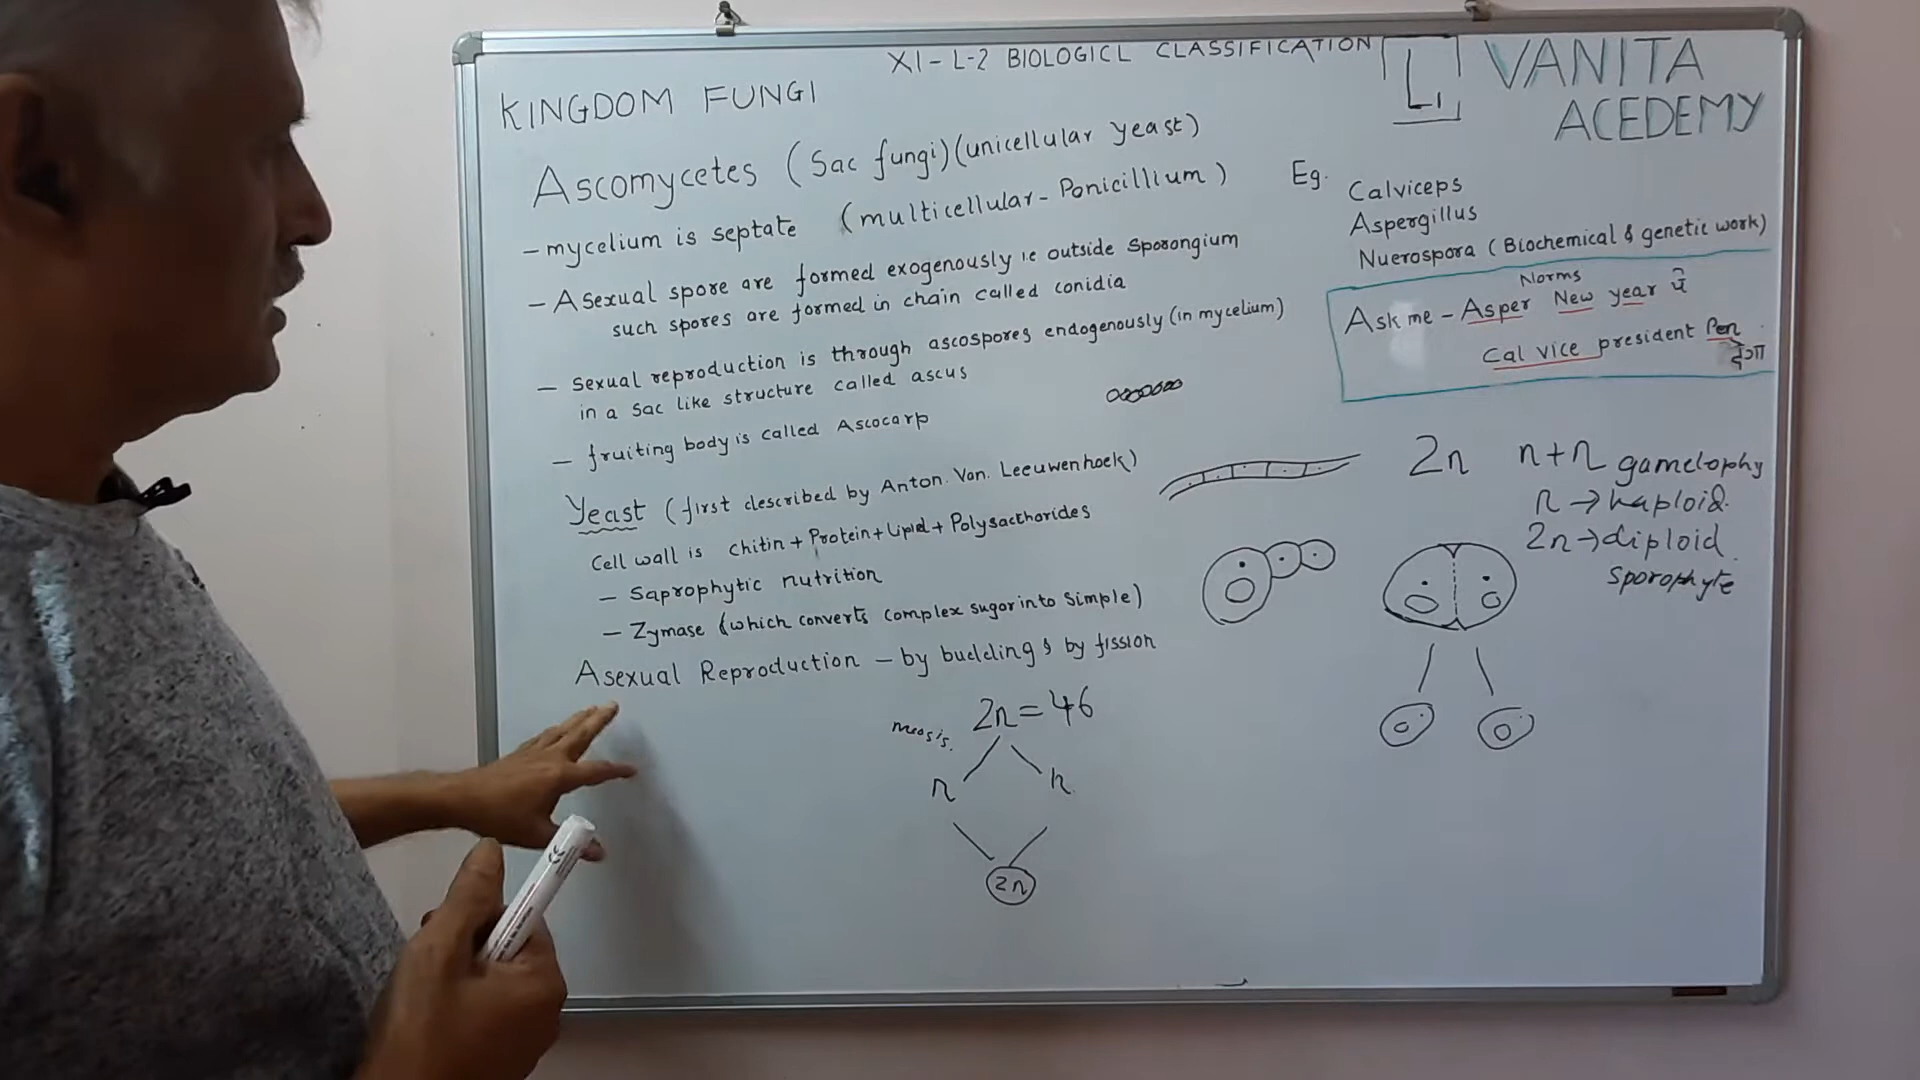 XI - L-2 BIOLOGICL CLASSIFICATION
L1
VANITA
ACEDEMY
KINGDOM FUNGI
Ascomycetes (Sac fungi)(unicellular yeast)
- mycelium is septate (multicellular - Penicillium)
- Asexual spore are formed exogenously i.e outside Sporongium
such spores are formed in chain called conidia
- Sexual reproduction is through ascospores endogenously (in mycelium)
in a Sac like structure called ascus
- fruiting body is called Ascocarp
Yeast (first described by Anton. Van. Leeuwenhoek)
Cell wall is chitin + Protein + Lipid + Polysaccharides
- Saprophytic nutrition
- Zymase (which converts complex sugar into Simple)
Asexual Reproduction - by budding & by fission
meosis.
2n = 46
n n
2n
Eg. Calviceps
Aspergillus
Nuerospora (Biochemical & genetic work)
Norms
Ask me - Asper New year पे
Cal vice president Pen
देगा
2n n+n gametophy
n → haploid.
2n → diploid
sporophyte